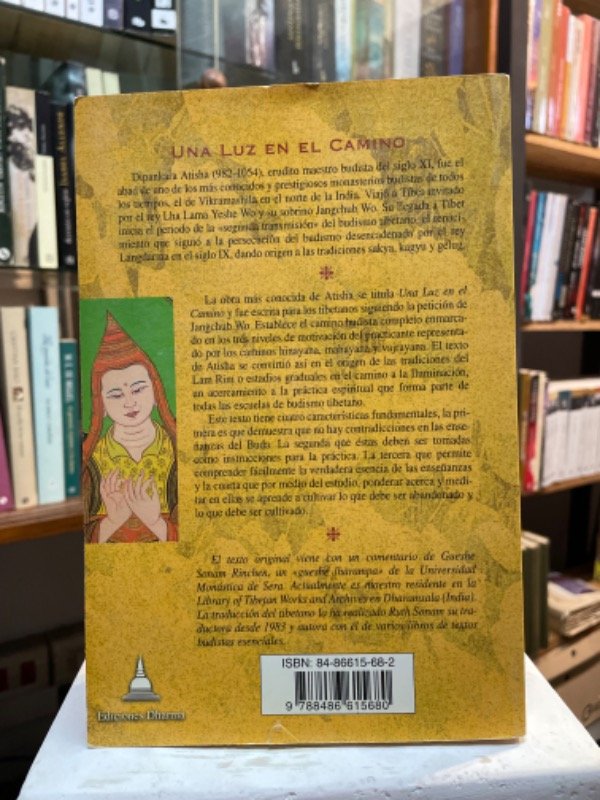 UNA LUZ EN EL CAMINO
Dipankara Atisha (982-1054), erudito maestro budista del siglo XI, fue el
abad de uno de los más conocidos y prestigiosos monasterios budistas de todos
los tiempos, el de Vikramashila en el norte de la India. Viajó a Tíbet invitado
por el rey Lha Lama Yeshe Wo y su sobrino Jangchub Wo. Su llegada a Tíbet
inició el periodo de la «segunda transmisión» del budismo tibetano, el renaci-
miento que siguió a la persecución del budismo desencadenado por el rey
Langdarma en el siglo IX, dando origen a las tradiciones sakya, kagyu y gelug.
La obra más conocida de Atisha se titula Una Luz en el
Camino y fue escrita para los tibetanos siguiendo la petición de
Jangchub Wo. Establece el camino budista completo enmarca-
do en los tres niveles de motivación del practicante representa-
do por los caminos hinayana, mahayana y vajrayana. El texto
de Atisha se convirtió así en el origen de las tradiciones del
Lam Rim o estadios graduales en el camino a la Iluminación,
un acercamiento a la práctica espiritual que forma parte de
todas las escuelas de budismo tibetano.
Este texto tiene cuatro características fundamentales, la pri-
mera es que demuestra que no hay contradicciones en las ense-
ñanzas del Buda. La segunda que éstas deben ser tomadas
como instrucciones para la práctica. La tercera que permite
comprender fácilmente la verdadera esencia de las enseñanzas
y la cuarta que por medio del estudio, ponderar acerca y medi-
tar en ellas se aprende a cultivar lo que debe ser abandonado y
lo que debe ser cultivado.
El texto original viene con un comentario de Gueshe
Sonam Rinchen, un «gueshe lharampa» de la Universidad
Monástica de Sera. Actualmente es maestro residente en la
Library of Tibetan Works and Archives en Dharamsala (India).
La traducción del tibetano la ha realizado Ruth Sonam su tra-
ductora desde 1983 y autora con él de varios libros de textos
budistas esenciales.
ISBN: 84-86615-68-2
9 788486 615680
Ediciones Dharma